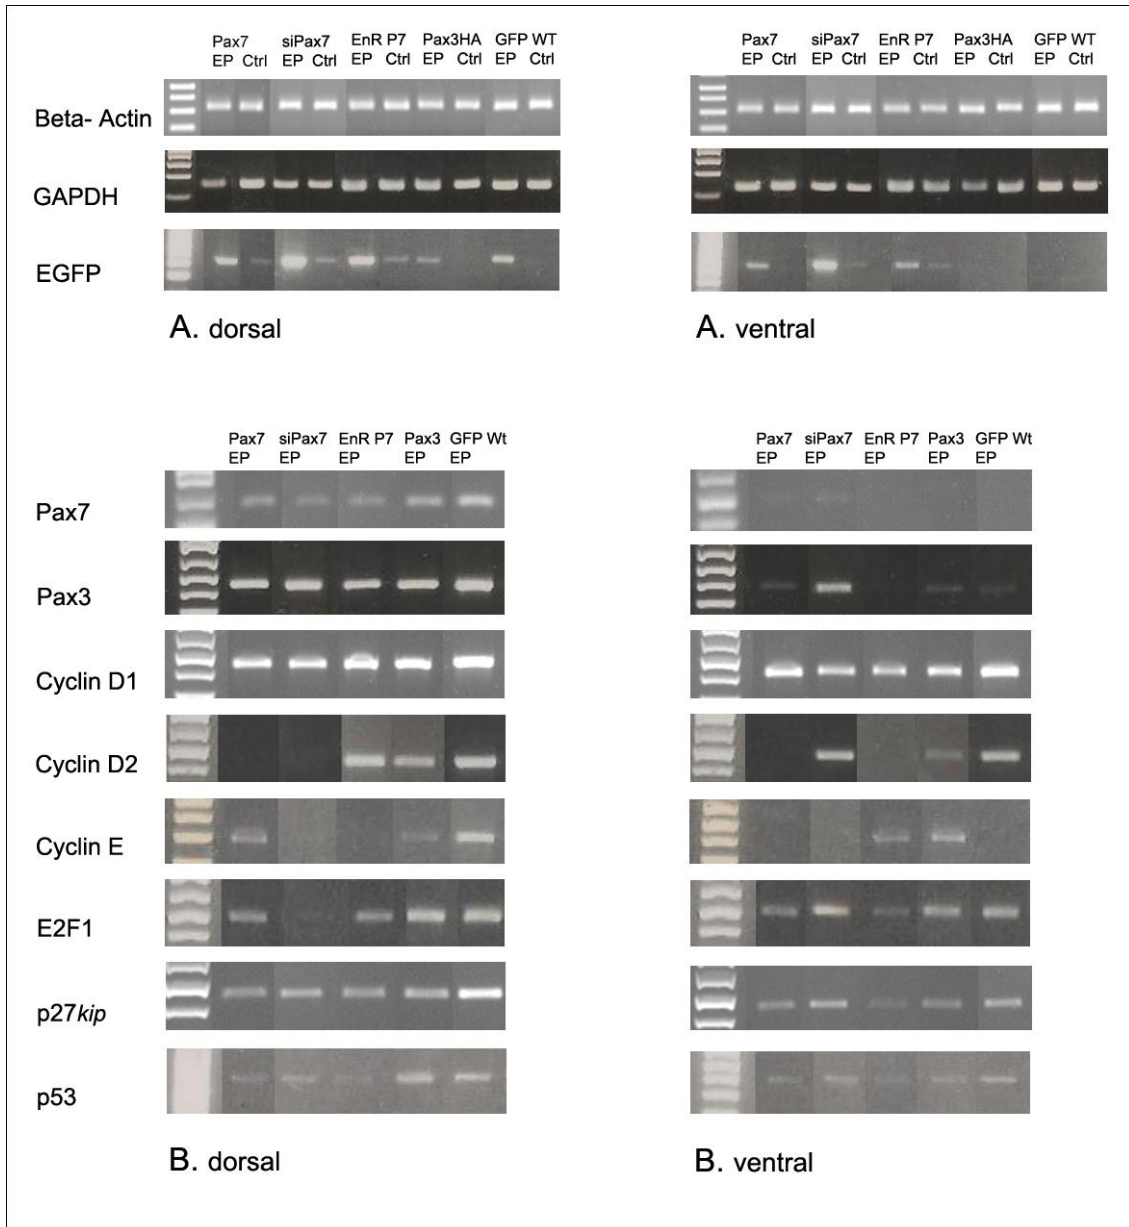 Pax7 siPax7 EnR P7 Pax3HA GFP WT
EP Ctrl EP Ctrl EP Ctrl EP Ctrl EP Ctrl
Beta- Actin
GAPDH
EGFP
A. dorsal
Pax7 siPax7 EnR P7 Pax3HA GFP WT
EP Ctrl EP Ctrl EP Ctrl EP Ctrl EP Ctrl
A. ventral
Pax7 siPax7 EnR P7 Pax3 GFP Wt
EP EP EP EP EP
Pax7
Pax3
Cyclin D1
Cyclin D2
Cyclin E
E2F1
p27kip
p53
B. dorsal
Pax7 siPax7 EnR P7 Pax3 GFP Wt
EP EP EP EP EP
B. ventral